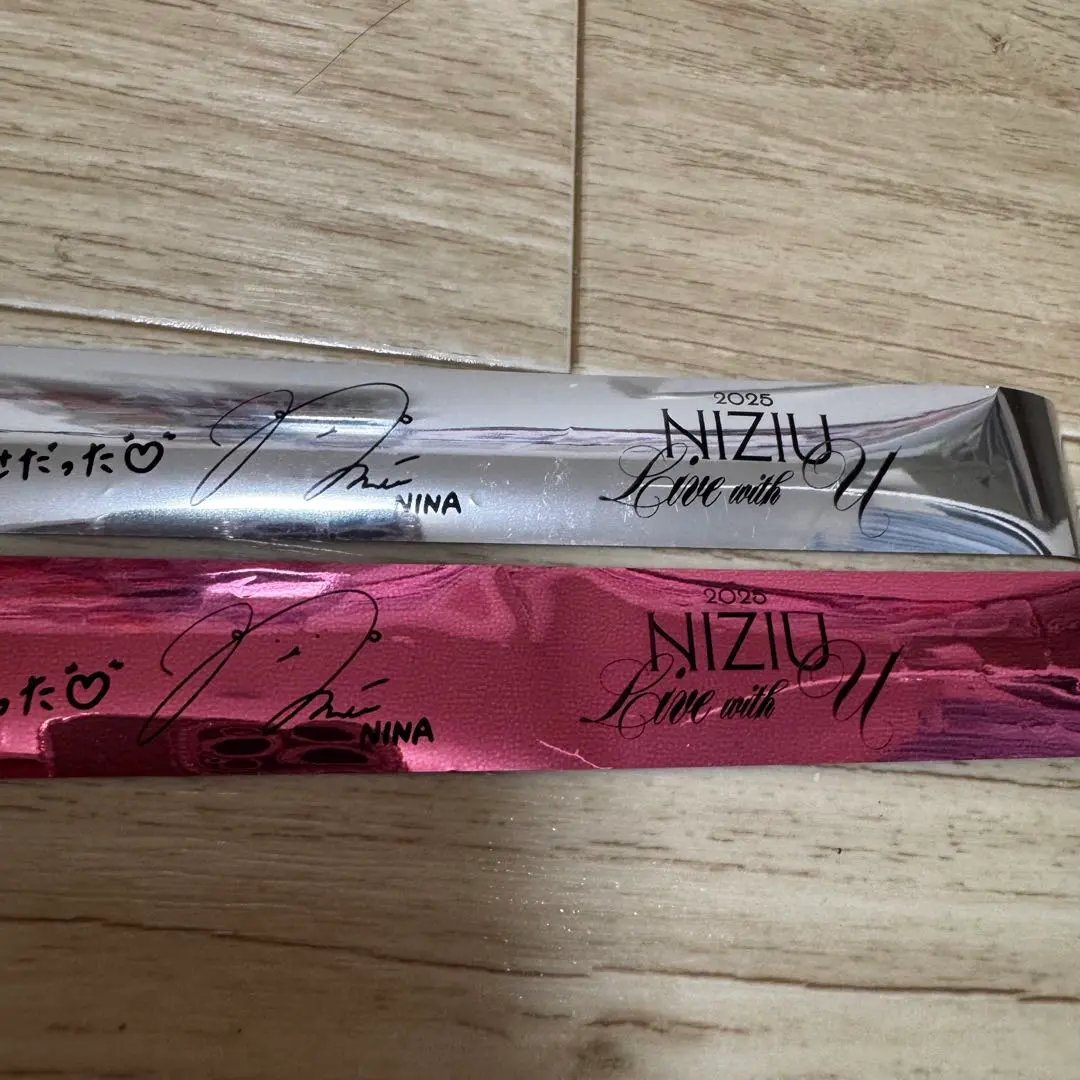 せだった♡
NINA
2025
NIZIU
Live with U
った♡
NINA
2025
NIZIU
Live with U